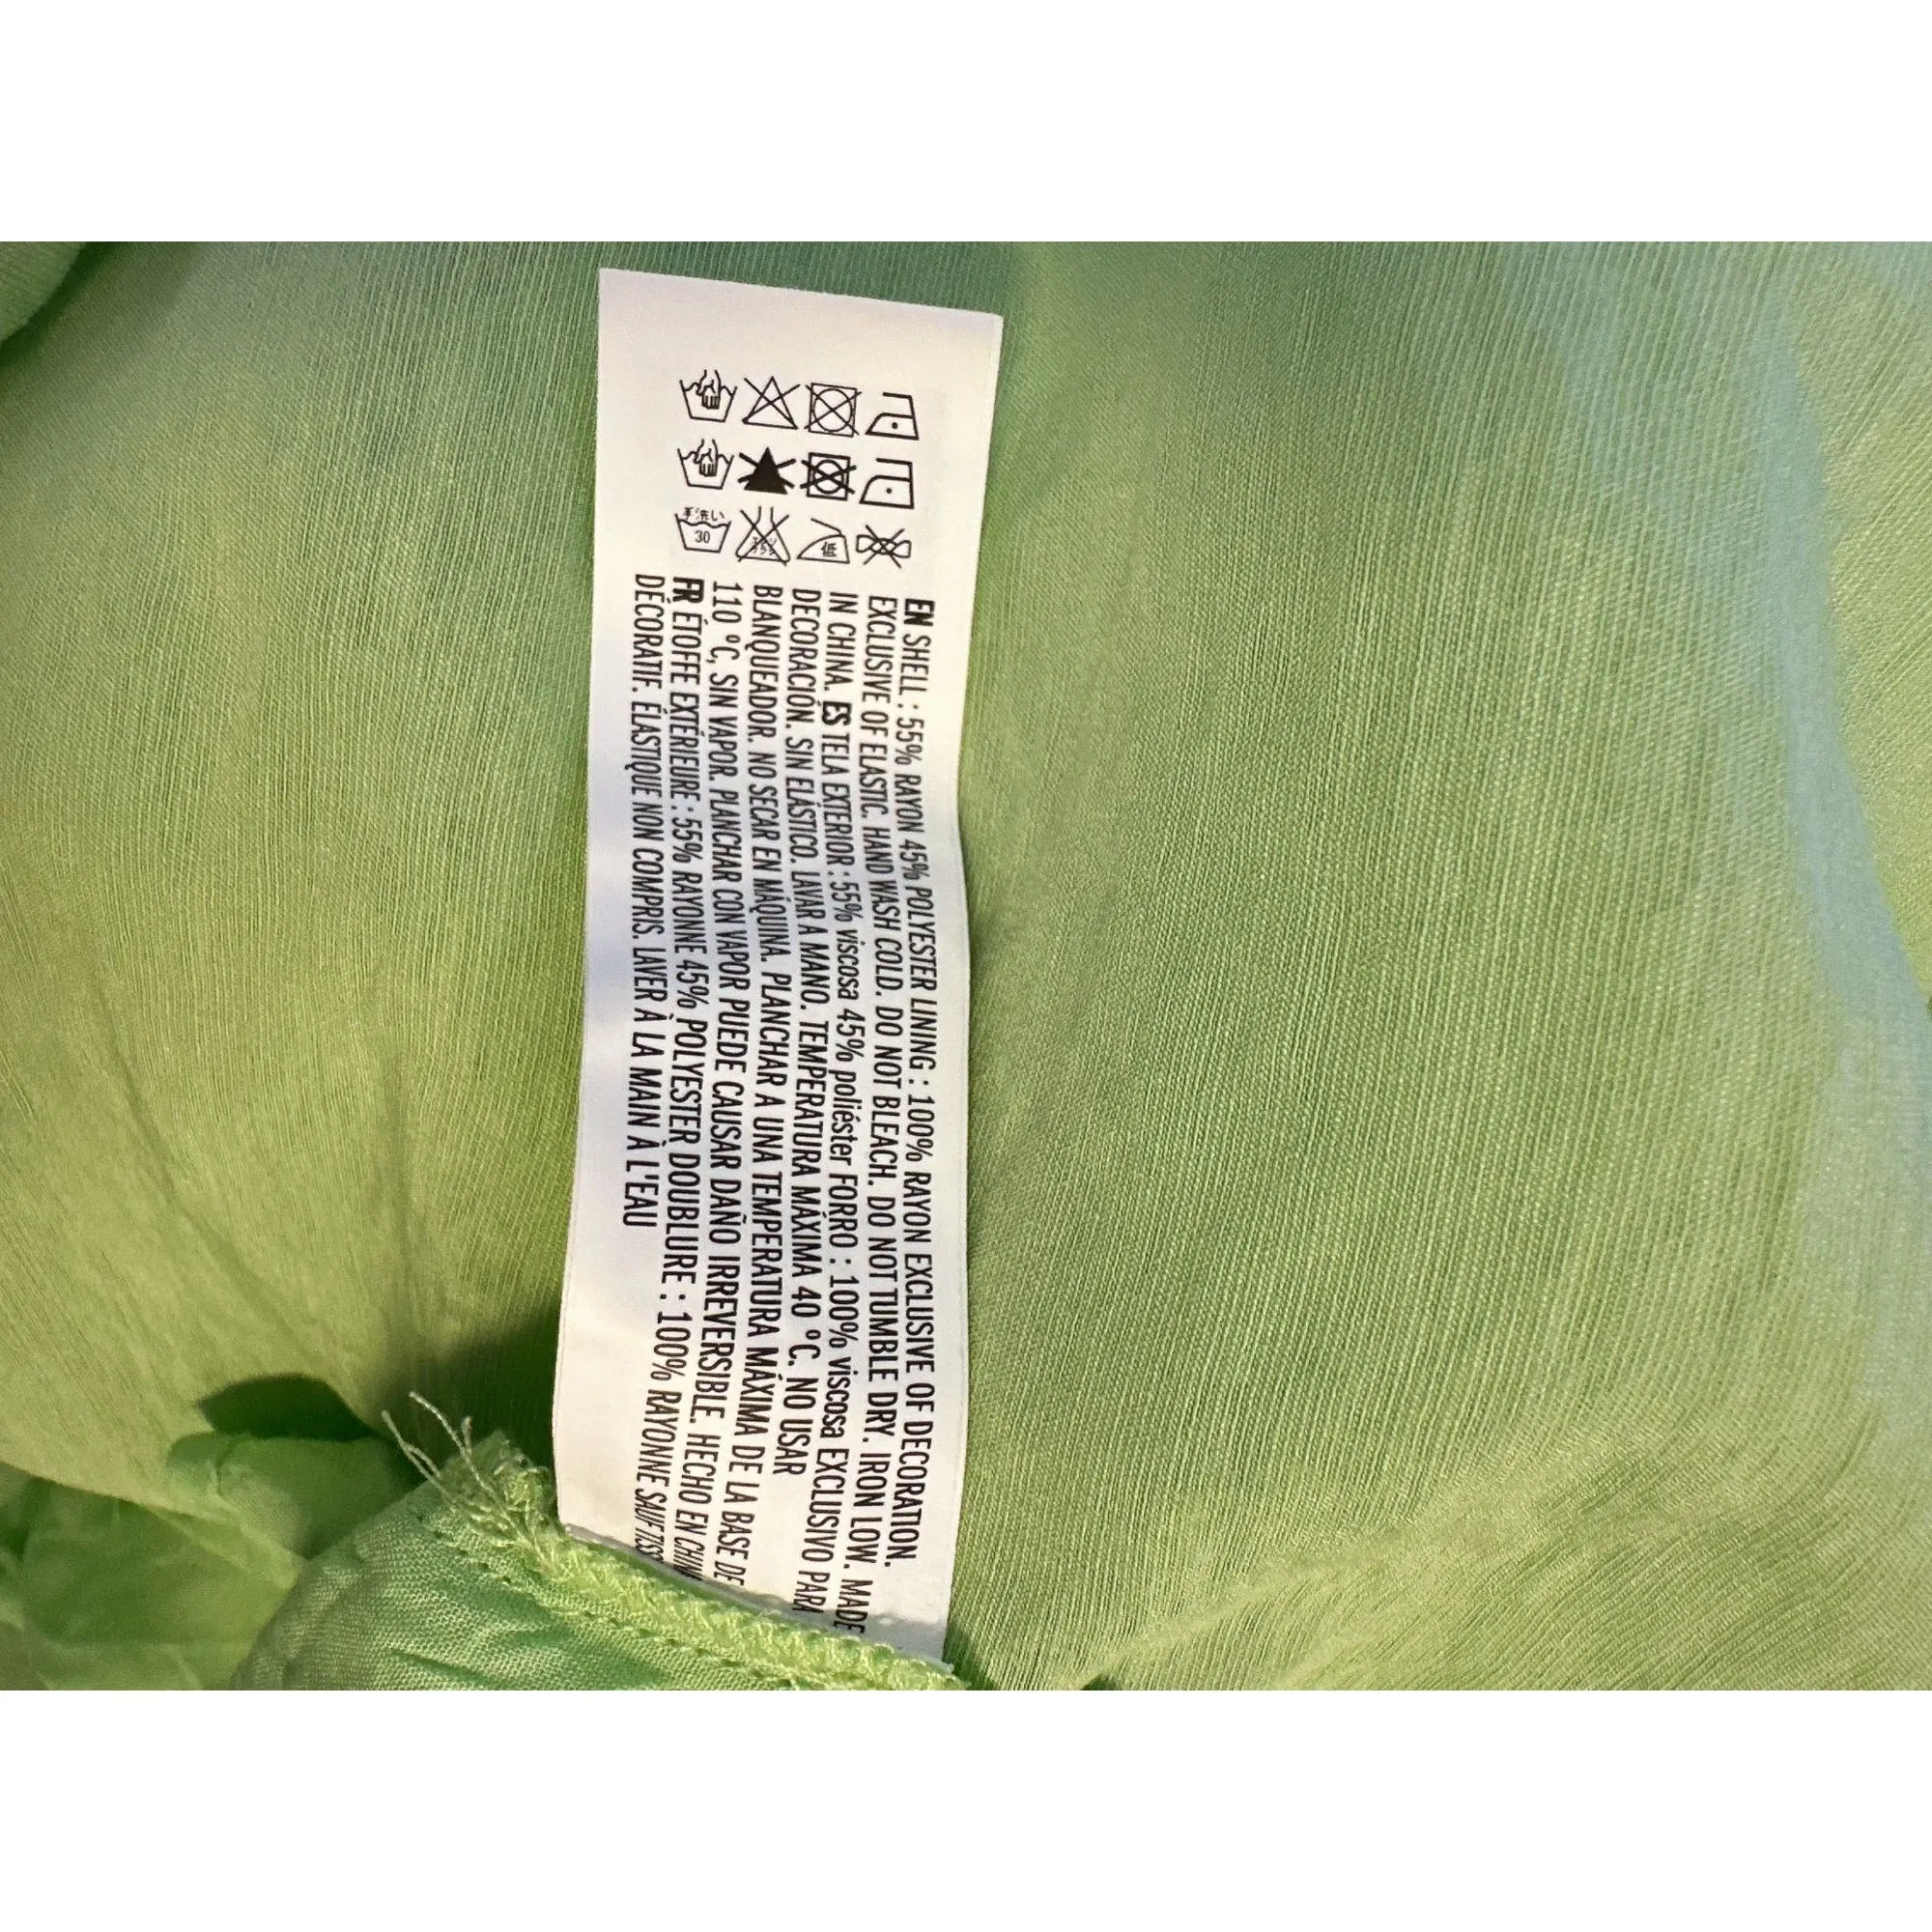 手洗い
30
低
EN SHELL : 55% RAYON 45% POLYESTER LINING : 100% RAYON EXCLUSIVE OF DECORATION.
EXCLUSIVE OF ELASTIC. HAND WASH COLD. DO NOT BLEACH. DO NOT TUMBLE DRY. IRON LOW. MADE
IN CHINA. ES TELA EXTERIOR : 55% viscosa 45% poliéster FORRO : 100% viscosa EXCLUSIVO PARA
DECORACIÓN. SIN ELÁSTICO. LAVAR A MANO. TEMPERATURA MÁXIMA 40 ºC. NO USAR
BLANQUEADOR. NO SECAR EN MÁQUINA. PLANCHAR A UNA TEMPERATURA MÁXIMA DE LA BASE DE
110 ºC, SIN VAPOR. PLANCHAR CON VAPOR PUEDE CAUSAR DAÑO IRREVERSIBLE. HECHO EN
FR ÉTOFFE EXTÉRIEURE : 55% RAYONNE 45% POLYESTER DOUBLURE : 100% RAYONNE SAUF
DÉCORATIF. ÉLASTIQUE NON COMPRIS. LAVER À LA MAIN À L'EAU